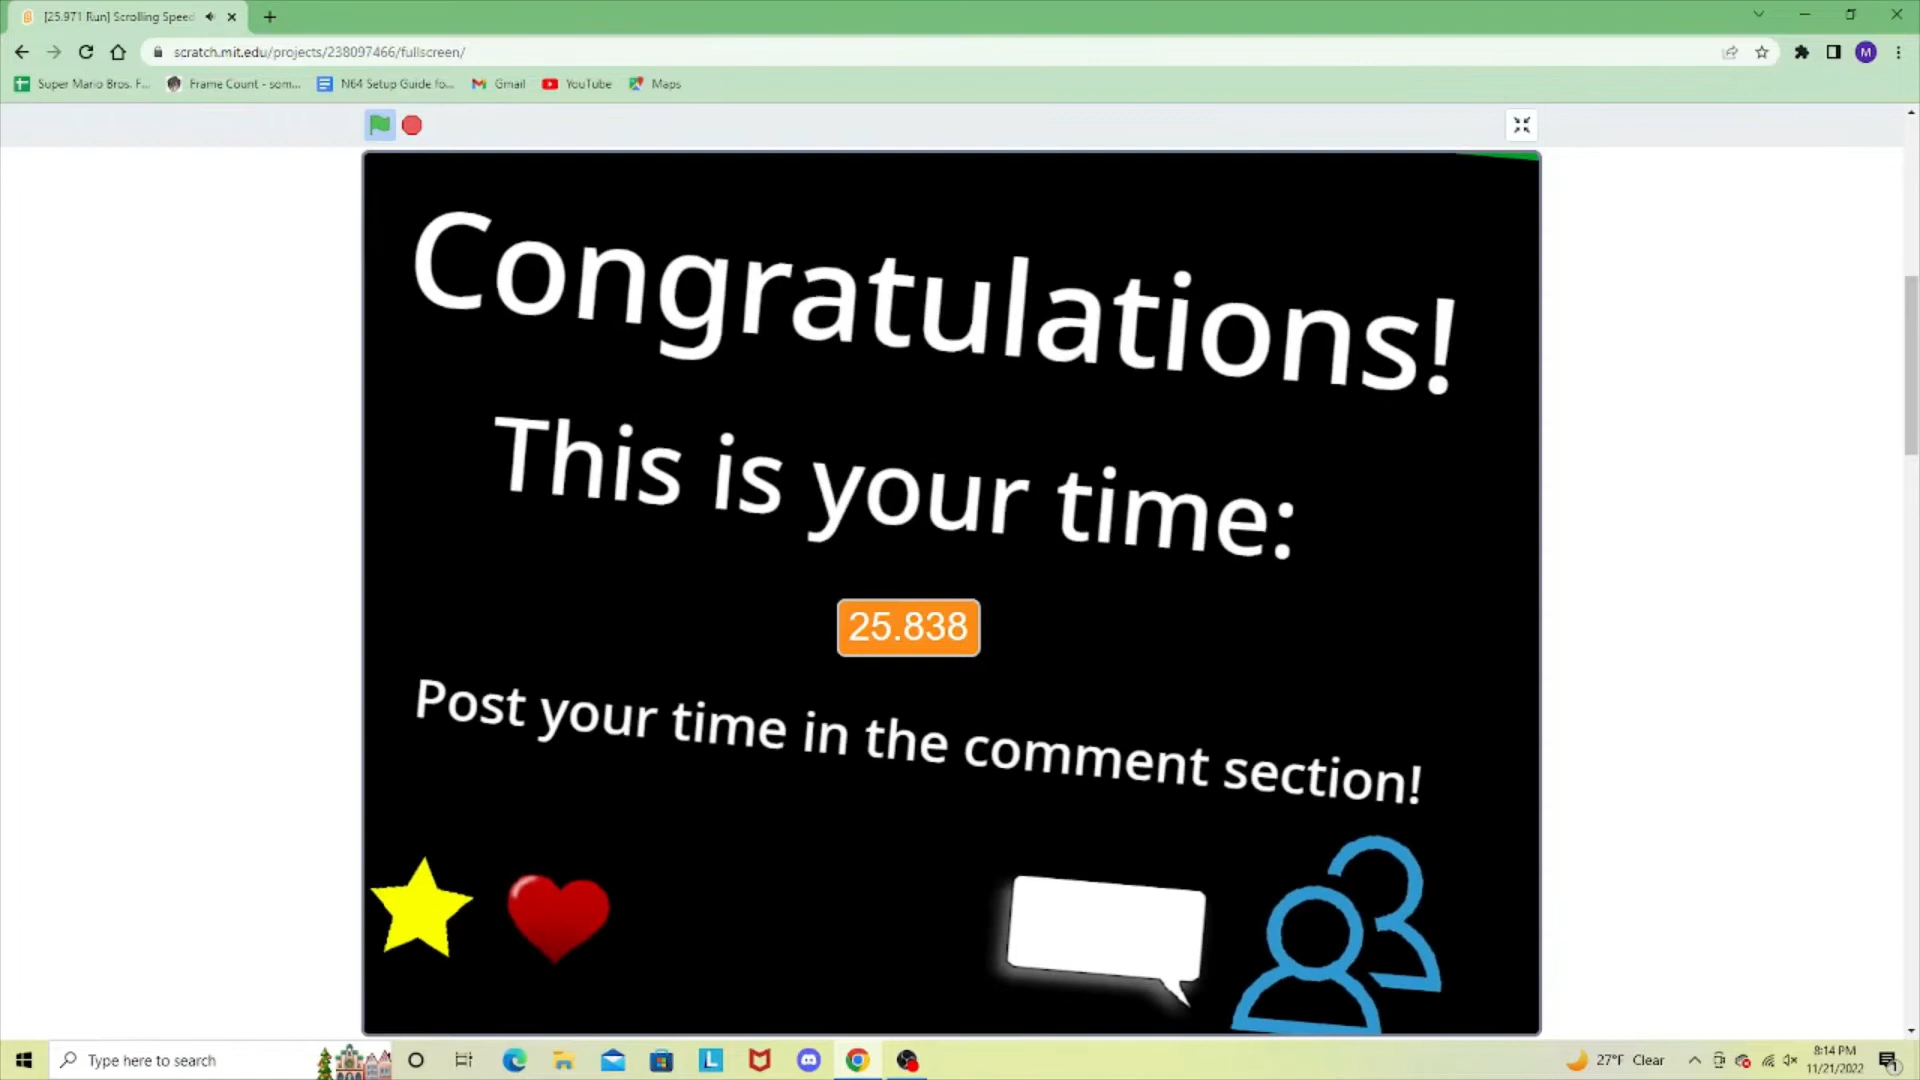 [25.971 Run] Scrolling Speed
scratch.mit.edu/projects/238097466/fullscreen/
M
Super Mario Bros. F...
Frame Count - som...
N64 Setup Guide fo...
Gmail
YouTube
Maps
Congratulations!
This is your time:
25.838
Post your time in the comment section!
Type here to search
L
27°F Clear
8:14 PM
11/21/2022
1